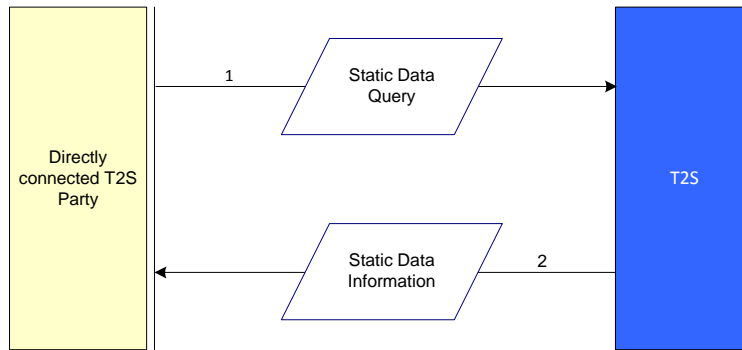 1
Static Data
Query
Directly
connected T2S
Party
T2S
Static Data
Information
2